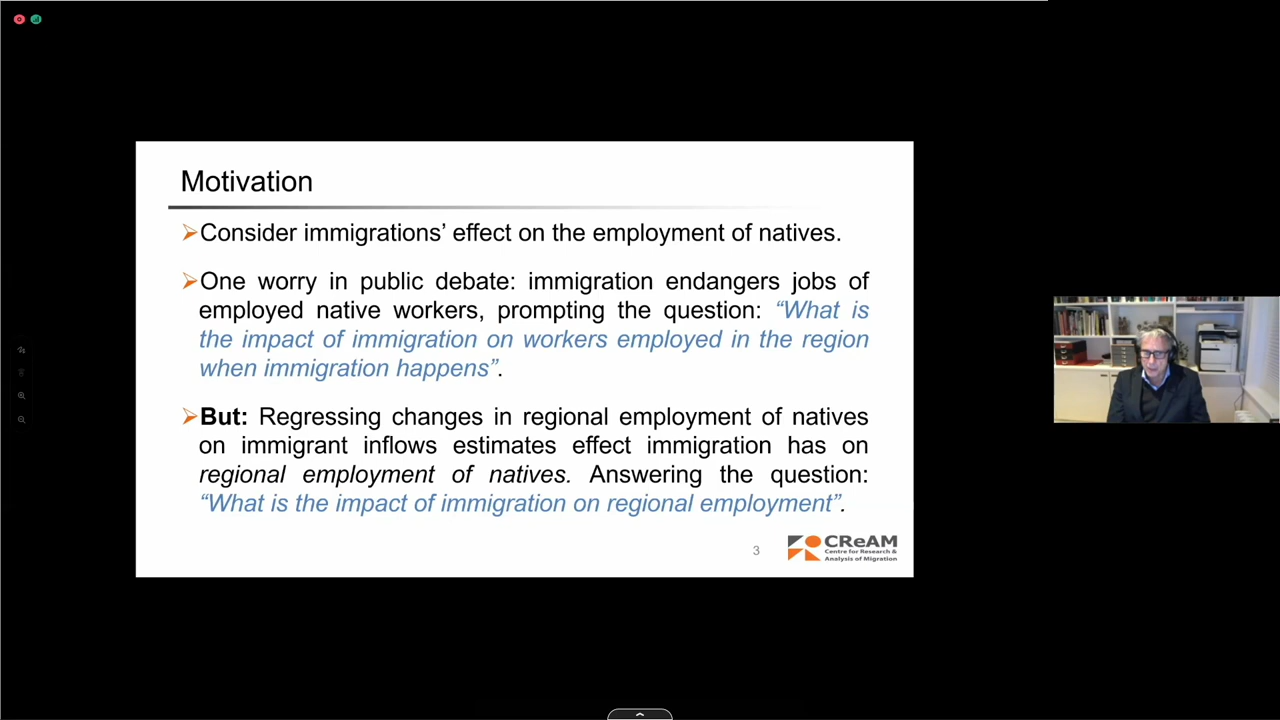 Motivation
Consider immigrations’ effect on the employment of natives.
One worry in public debate: immigration endangers jobs of
employed native workers, prompting the question: “What is
the impact of immigration on workers employed in the region
when immigration happens”.
But: Regressing changes in regional employment of natives
on immigrant inflows estimates effect immigration has on
regional employment of natives. Answering the question:
“What is the impact of immigration on regional employment”.
3
CReAM
Centre for Research &
Analysis of Migration